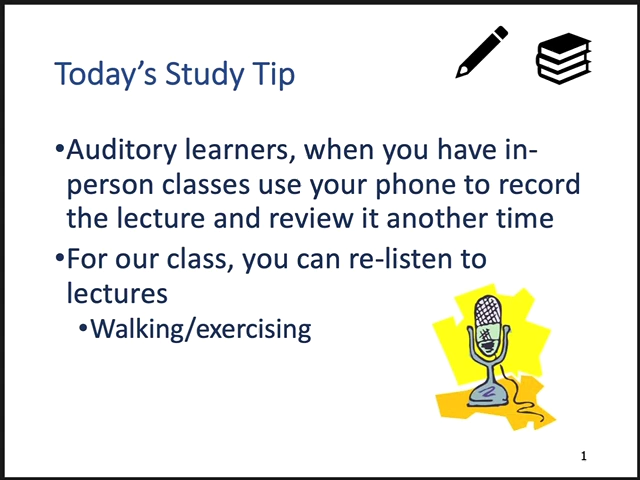 Today’s Study Tip
•Auditory learners, when you have in-
person classes use your phone to record
the lecture and review it another time
•For our class, you can re-listen to
lectures
•Walking/exercising
1